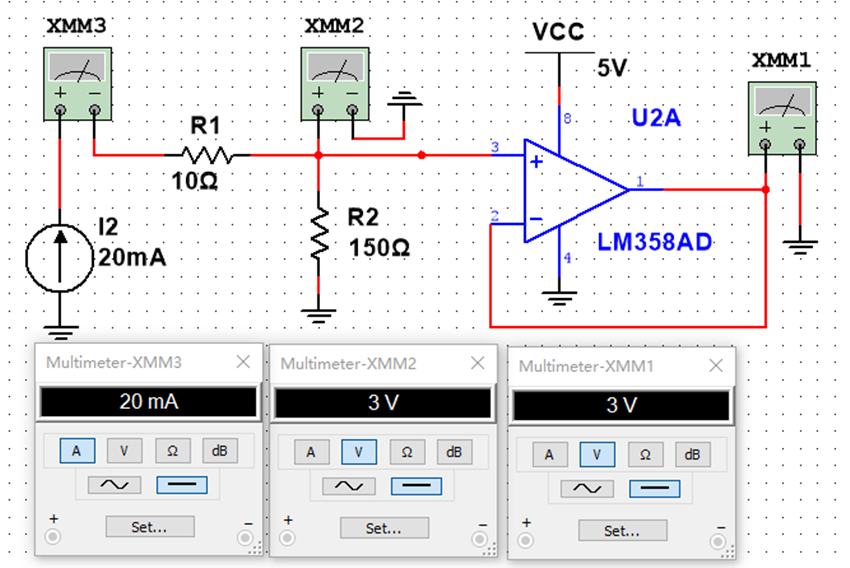 XMM3
XMM2
VCC
5V
XMM1
+ −
+ −
+ −
R1
10Ω
8
U2A
3
+
1
2
−
LM358AD
4
I2
20mA
R2
150Ω
Multimeter-XMM3
20 mA
A V Ω dB
+ −
Set...
Multimeter-XMM2
3 V
A V Ω dB
+ −
Set...
Multimeter-XMM1
3 V
A V Ω dB
+ −
Set...